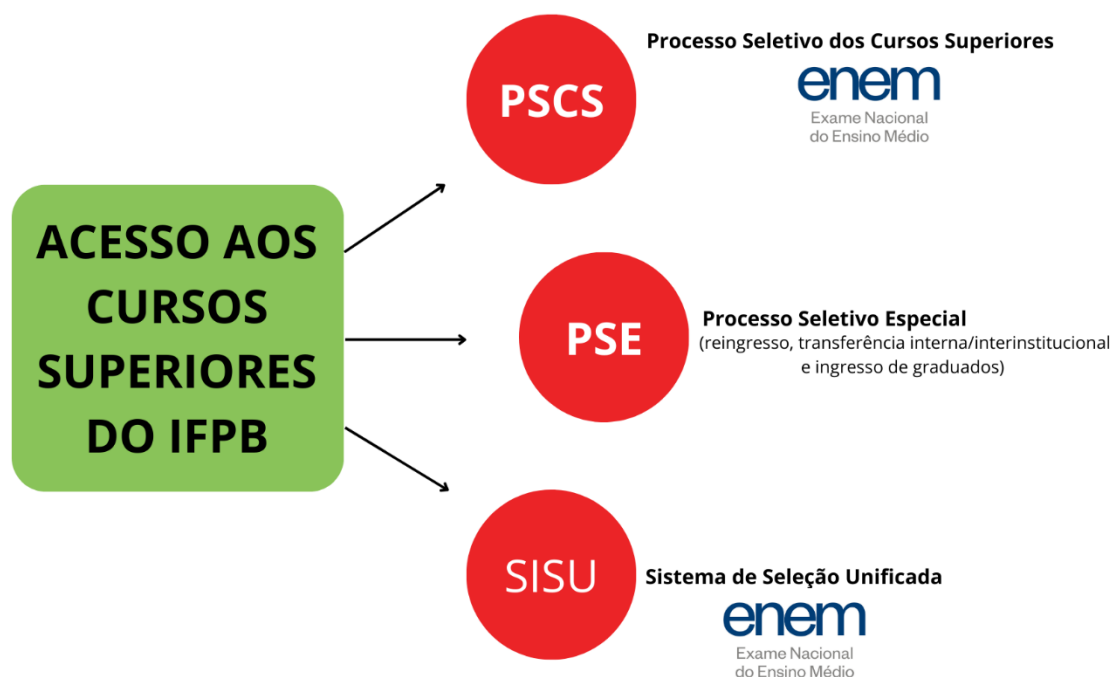 PSCS
Processo Seletivo dos Cursos Superiores
enem
Exame Nacional
do Ensino Médio
ACESSO AOS
CURSOS
SUPERIORES
DO IFPB
PSE
Processo Seletivo Especial
(reingresso, transferência interna/interinstitucional
e ingresso de graduados)
SISU
Sistema de Seleção Unificada
enem
Exame Nacional
do Ensino Médio